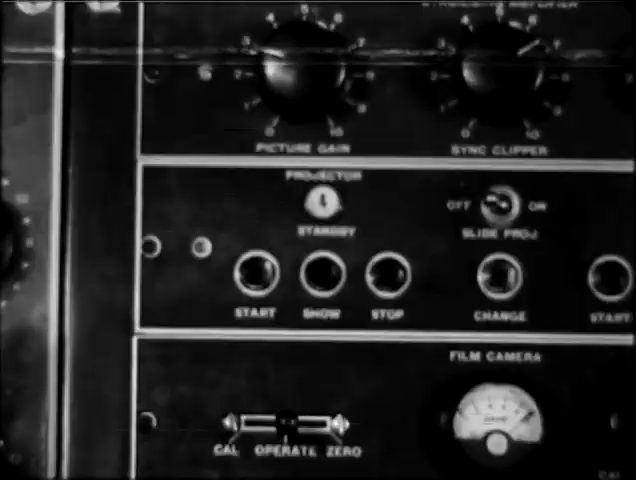 PICTURE GAIN
SYNC CLIPPER
PROJECTOR
STANDBY
OFF ON
SLIDE PROJ
START SHOW STOP CHANGE START
FILM CAMERA
CAL OPERATE ZERO